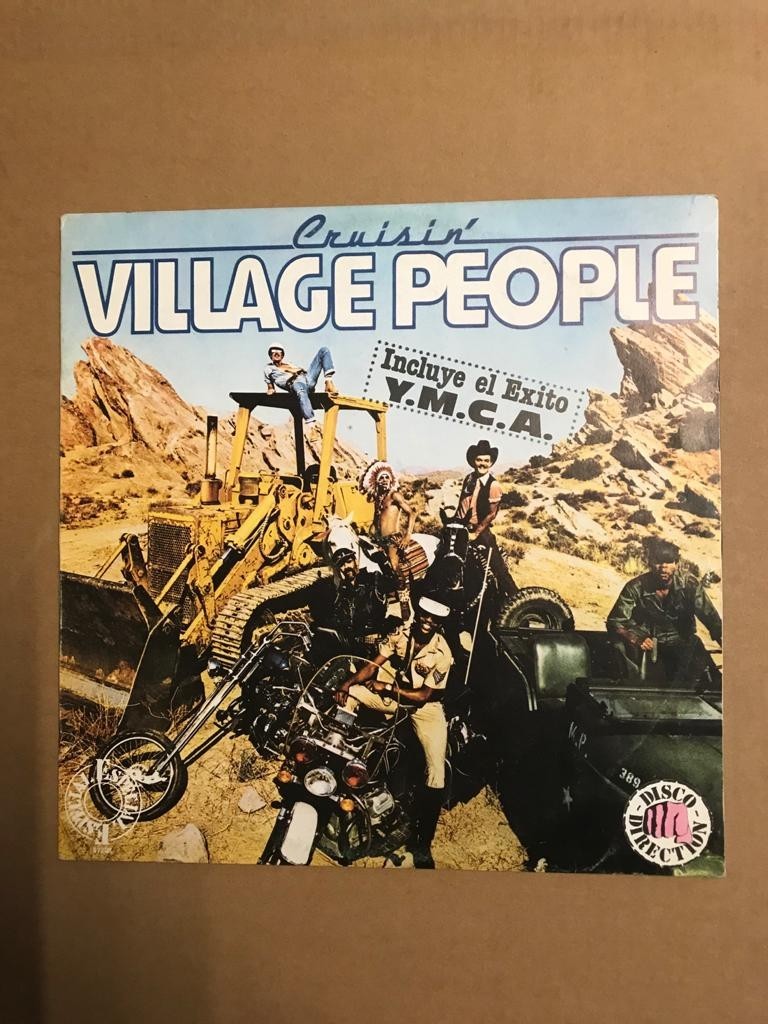 Cruisin'
VILLAGE PEOPLE
Incluye el Exito
Y.M.C.A.
M.P.
389
DISCO
DIRECTION